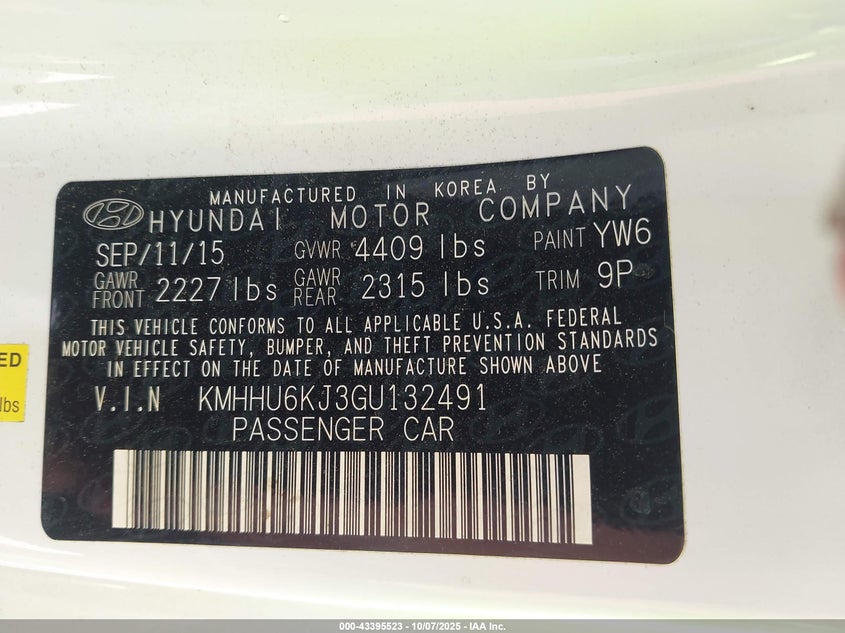 MANUFACTURED IN KOREA BY
HYUNDAI MOTOR COMPANY
SEP/11/15 GVWR 4409 lbs PAINT YW6
GAWR FRONT 2227 lbs GAWR REAR 2315 lbs TRIM 9P
THIS VEHICLE CONFORMS TO ALL APPLICABLE U.S.A. FEDERAL
MOTOR VEHICLE SAFETY, BUMPER, AND THEFT PREVENTION STANDARDS
IN EFFECT ON THE DATE OF MANUFACTURE SHOWN ABOVE
V.I.N KMHHU6KJ3GU132491
PASSENGER CAR
ED
lbs
000-43395523 - 10/07/2025 - IAA Inc.